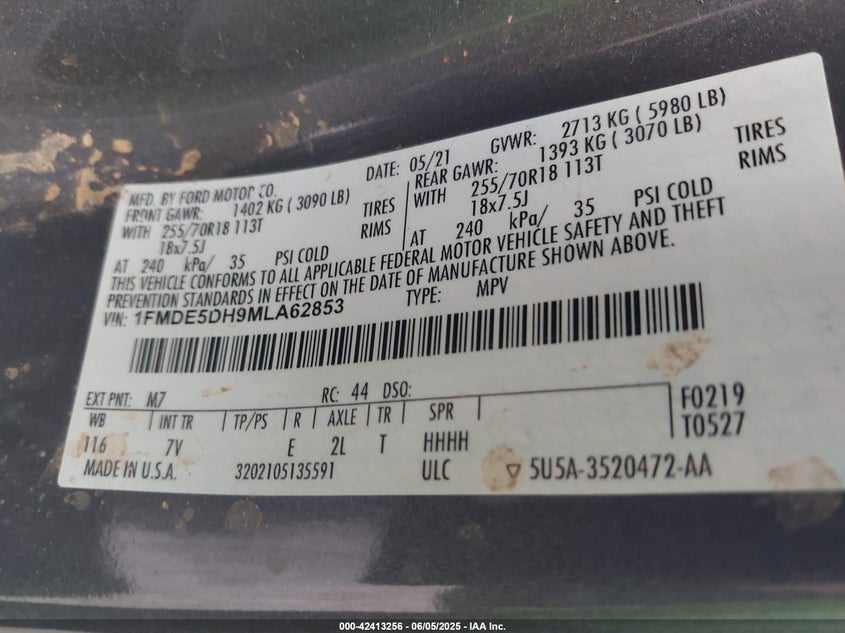 MFD. BY FORD MOTOR CO. DATE: 05/21 GVWR: 2713 KG ( 5980 LB)
FRONT GAWR: 1402 KG ( 3090 LB) REAR GAWR: 1393 KG ( 3070 LB)
WITH 255/70R18 113T TIRES WITH 255/70R18 113T TIRES
18x7.5J RIMS 18x7.5J RIMS
AT 240 kPa/ 35 PSI COLD AT 240 kPa/ 35 PSI COLD
THIS VEHICLE CONFORMS TO ALL APPLICABLE FEDERAL MOTOR VEHICLE SAFETY AND THEFT
PREVENTION STANDARDS IN EFFECT ON THE DATE OF MANUFACTURE SHOWN ABOVE.
VIN: 1FMDE5DH9MLA62853 TYPE: MPV
EXT PNT: M7 RC: 44 DSO: F0219
WB INT TR TP/PS R AXLE TR SPR T0527
116 7V E 2L T HHHH
MADE IN U.S.A. 3202105135591 ULC ▽ 5U5A-3520472-AA
000-42413256 - 06/05/2025 - IAA Inc.